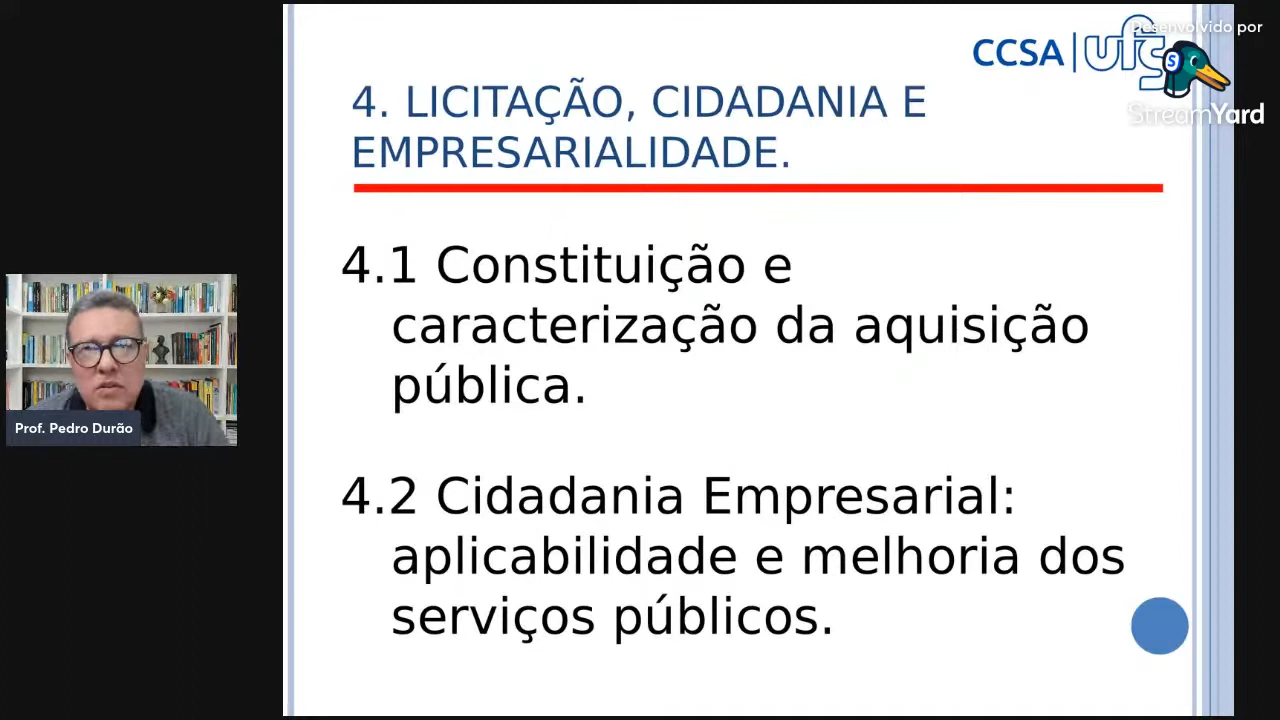 Desenvolvido por
CCSA
ufs
S
StreamYard
4. LICITAÇÃO, CIDADANIA E
EMPRESARIALIDADE.
4.1 Constituição e
caracterização da aquisição
pública.
4.2 Cidadania Empresarial:
aplicabilidade e melhoria dos
serviços públicos.
Prof. Pedro Durão